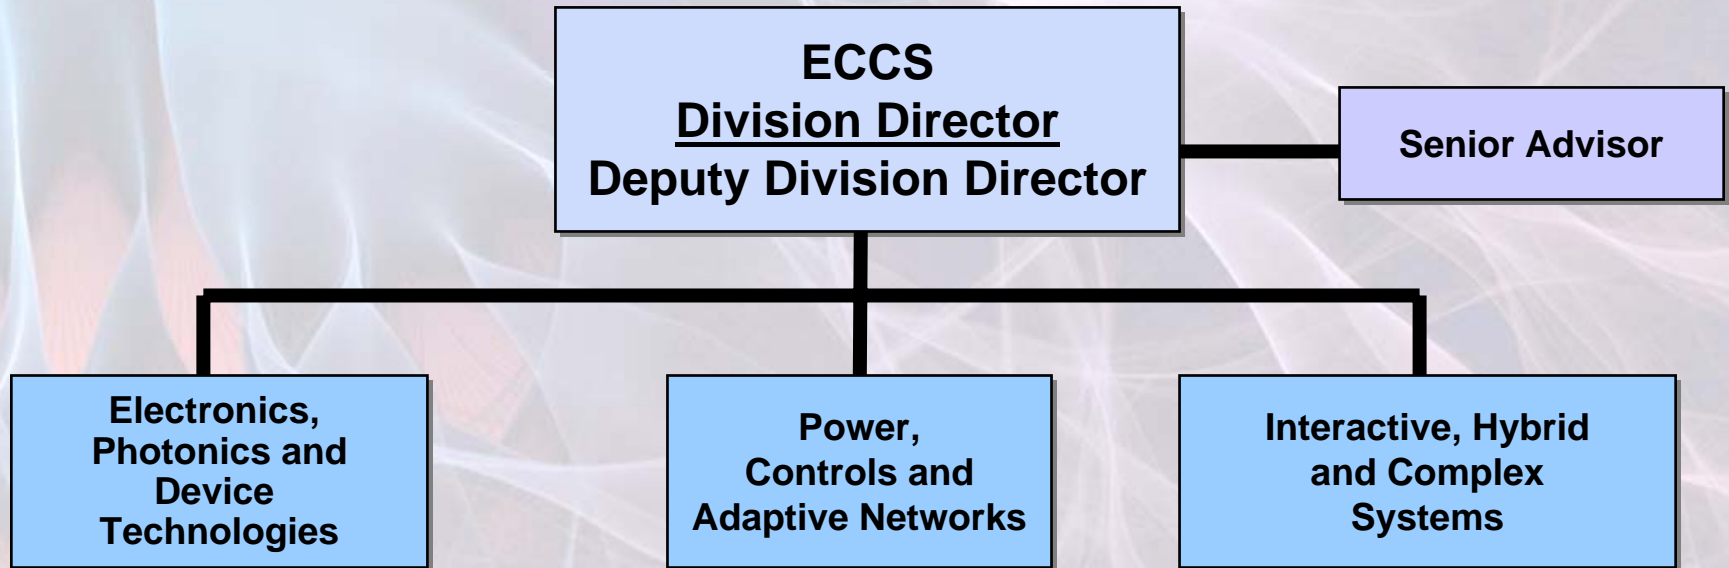 ECCS
Division Director
Deputy Division Director
Senior Advisor
Electronics,
Photonics and
Device
Technologies
Power,
Controls and
Adaptive Networks
Interactive, Hybrid
and Complex
Systems